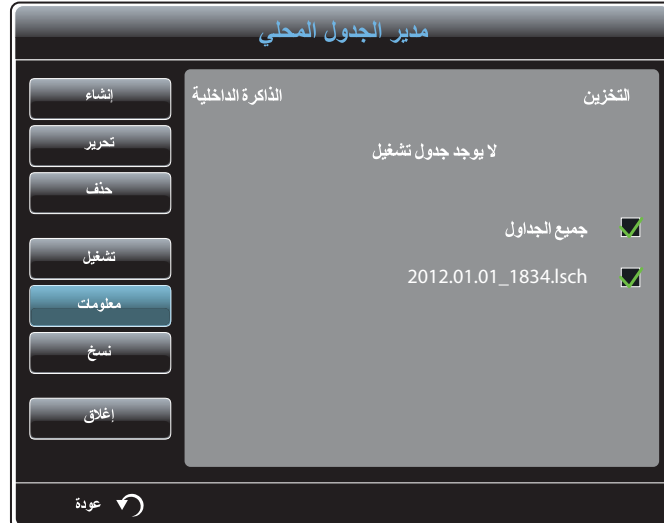 مدير الجدول المحلي
التخزين الذاكرة الداخلية
لا يوجد جدول تشغيل
جميع الجداول
2012.01.01_1834.lsch
إنشاء
تحرير
حذف
تشغيل
معلومات
نسخ
إغلاق
عودة